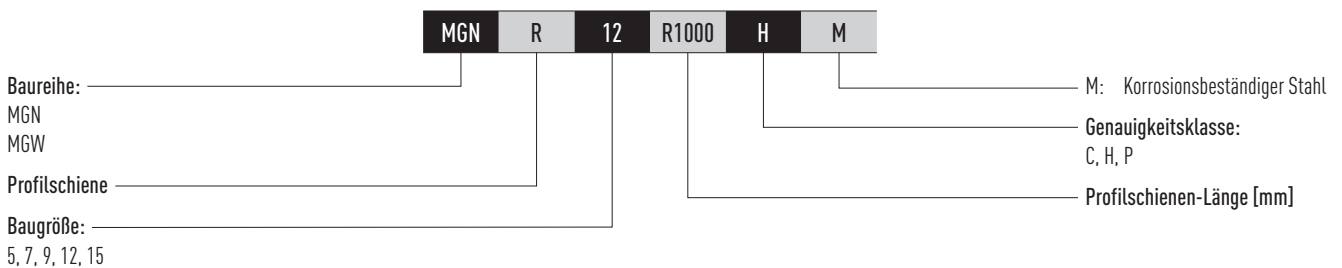 MGN R 12 R1000 H M
Baureihe:
MGN
MGW
Profilschiene
Baugröße:
5, 7, 9, 12, 15
M: Korrosionsbeständiger Stahl
Genauigkeitsklasse:
C, H, P
Profilschienen-Länge [mm]